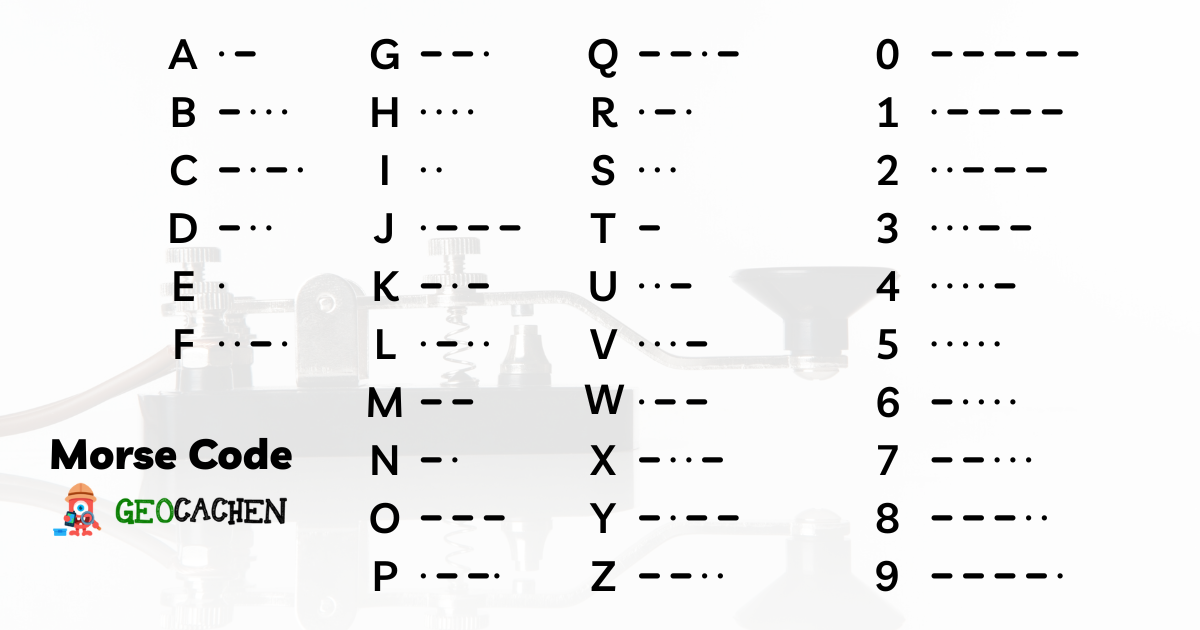 A ·–
B –···
C –·–·
D –··
E ·
F ··–·
Morse Code
GEOCACHEN
G ––·
H ····
I ··
J ·–––
K –·–
L ·–··
M ––
N –·
O –––
P ·––·
Q ––·–
R ·–·
S ···
T –
U ··–
V ···–
W ·––
X –··–
Y –·––
Z ––··
0 –––––
1 ·––––
2 ··–––
3 ···––
4 ····–
5 ·····
6 –····
7 ––···
8 –––··
9 ––––·